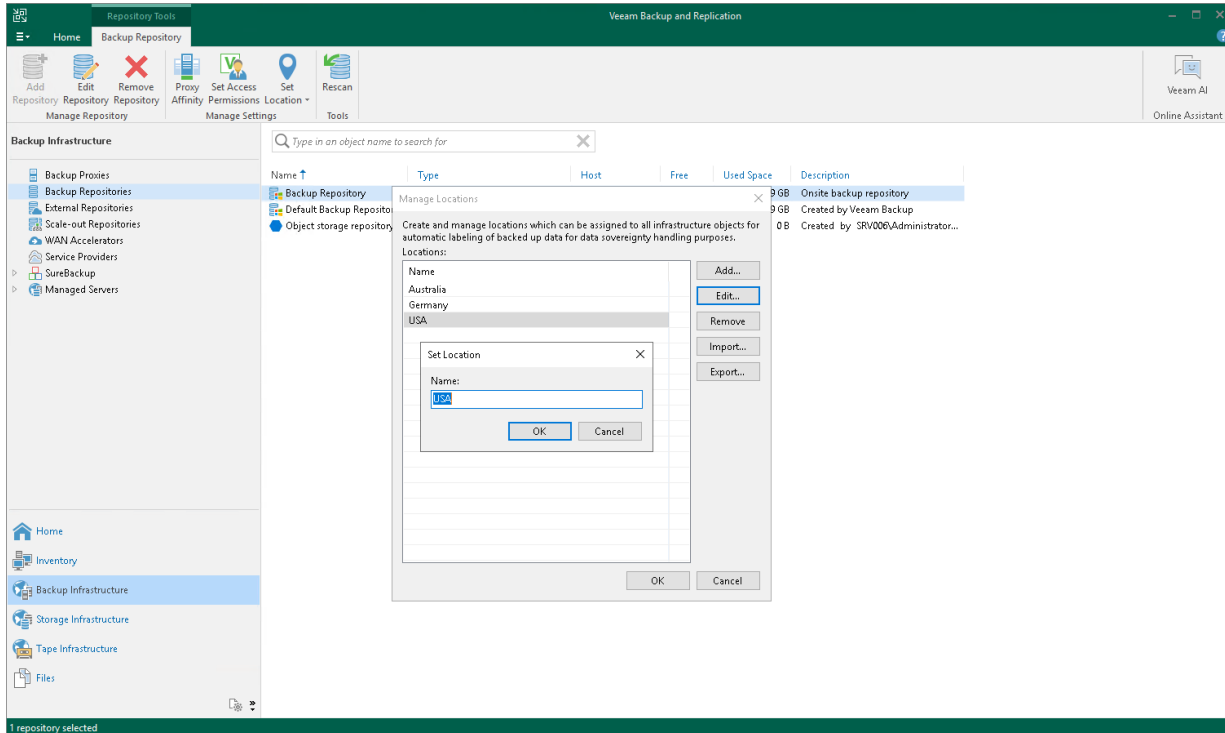 Repository Tools
Veeam Backup and Replication
Home Backup Repository
Add Repository
Edit Repository
Remove Repository
Proxy Affinity
Set Access Permissions
Set Location
Rescan
Veeam AI
Manage Repository Manage Settings Tools Online Assistant
Backup Infrastructure
Type in an object name to search for
Backup Proxies
Backup Repositories
External Repositories
Scale-out Repositories
WAN Accelerators
Service Providers
SureBackup
Managed Servers
Name Type Host Free Used Space Description
Backup Repository 9 GB Onsite backup repository
Default Backup Reposito 9 GB Created by Veeam Backup
Object storage repository 0 B Created by SRV006\Administrator...
Manage Locations
Create and manage locations which can be assigned to all infrastructure objects for
automatic labeling of backed up data for data sovereignty handling purposes.
Locations:
Name
Australia
Germany
USA
Add...
Edit...
Remove
Import...
Export...
Set Location
Name:
USA
OK Cancel
OK Cancel
Home
Inventory
Backup Infrastructure
Storage Infrastructure
Tape Infrastructure
Files
1 repository selected